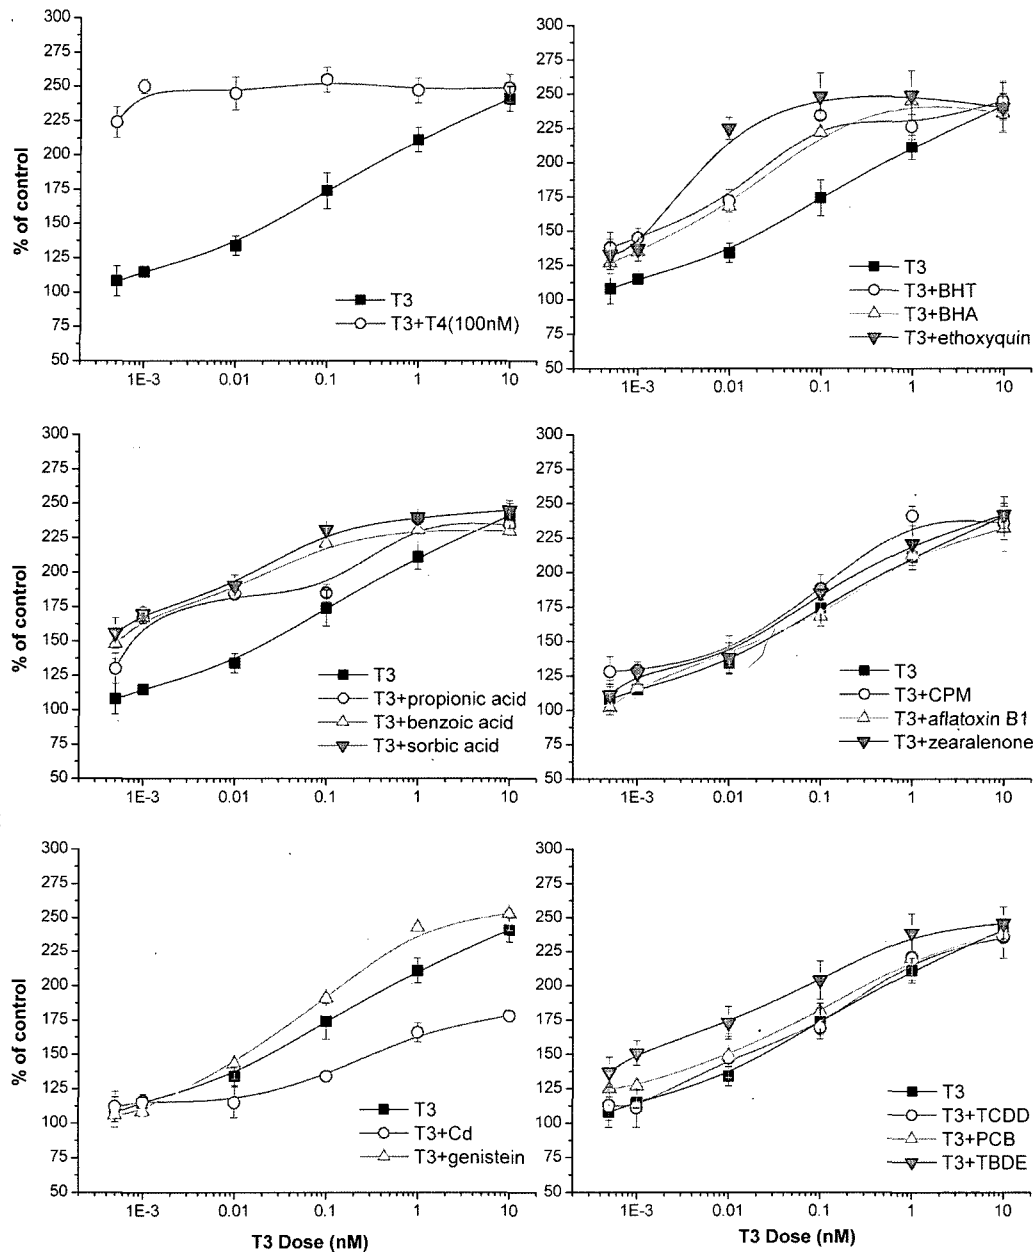 300
275
250
225
200
175
150
125
100
75
50
% of control
1E-3 0.01 0.1 1 10
T3
T3+T4(100nM)
300
275
250
225
200
175
150
125
100
75
50
1E-3 0.01 0.1 1 10
T3
T3+BHT
T3+BHA
T3+ethoxyquin
300
275
250
225
200
175
150
125
100
75
50
% of control
1E-3 0.01 0.1 1 10
T3
T3+propionic acid
T3+benzoic acid
T3+sorbic acid
300
275
250
225
200
175
150
125
100
75
50
1E-3 0.01 0.1 1 10
T3
T3+CPM
T3+aflatoxin B1
T3+zearalenone
300
275
250
225
200
175
150
125
100
75
50
% of control
1E-3 0.01 0.1 1 10
T3 Dose (nM)
T3
T3+Cd
T3+genistein
300
275
250
225
200
175
150
125
100
75
50
1E-3 0.01 0.1 1 10
T3 Dose (nM)
T3
T3+TCDD
T3+PCB
T3+TBDE